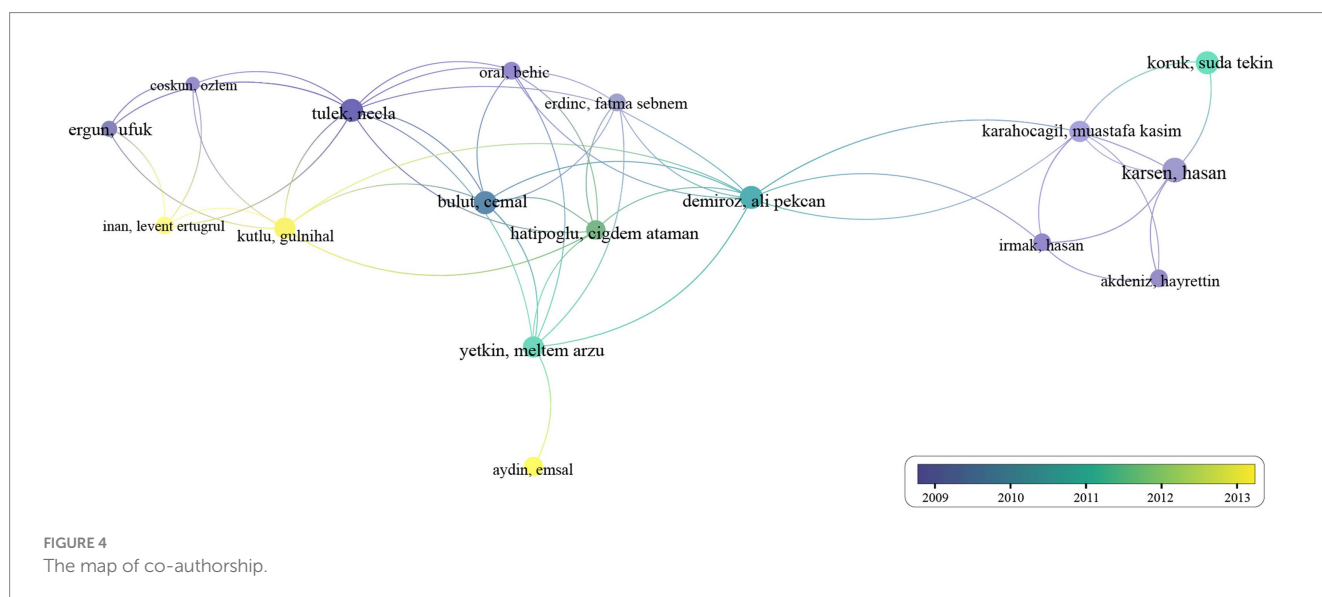 koruk, suda tekin
oral, behic
coskun, ozlem
erdinc, fatma sebnem
tulek, neela
ergun, ufuk
karahocagil, muastafa kasim
karsen, hasan
bulut, cemal
demiroz, ali pekcan
inan, levent ertugrul
kutlu, gulnihal
hatipoglu, cigdem ataman
irmak, hasan
akdeniz, hayrettin
yetkin, meltem arzu
aydin, emsal
2009 2010 2011 2012 2013
FIGURE 4
The map of co-authorship.